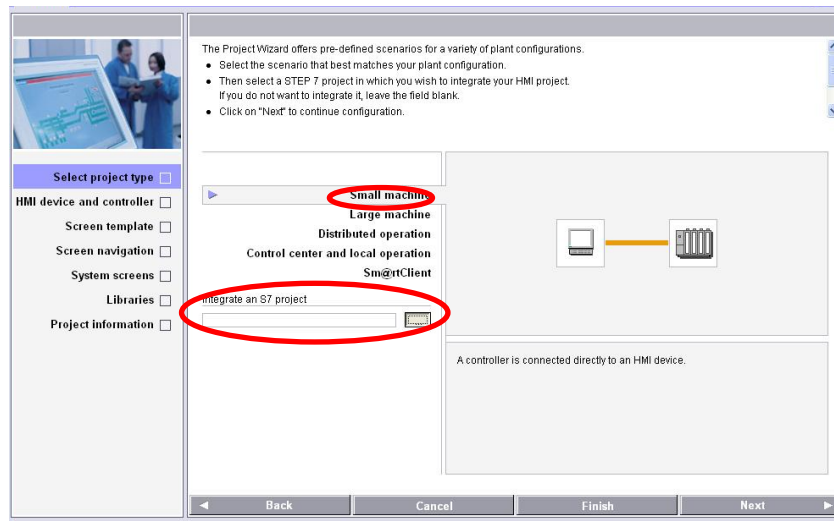 The Project Wizard offers pre-defined scenarios for a variety of plant configurations.
• Select the scenario that best matches your plant configuration.
• Then select a STEP 7 project in which you wish to integrate your HMI project.
If you do not want to integrate it, leave the field blank.
• Click on "Next" to continue configuration.
Select project type
HMI device and controller
Screen template
Screen navigation
System screens
Libraries
Project information
Small machine
Large machine
Distributed operation
Control center and local operation
Sm@rtClient
Integrate an S7 project
...
A controller is connected directly to an HMI device.
Back
Cancel
Finish
Next